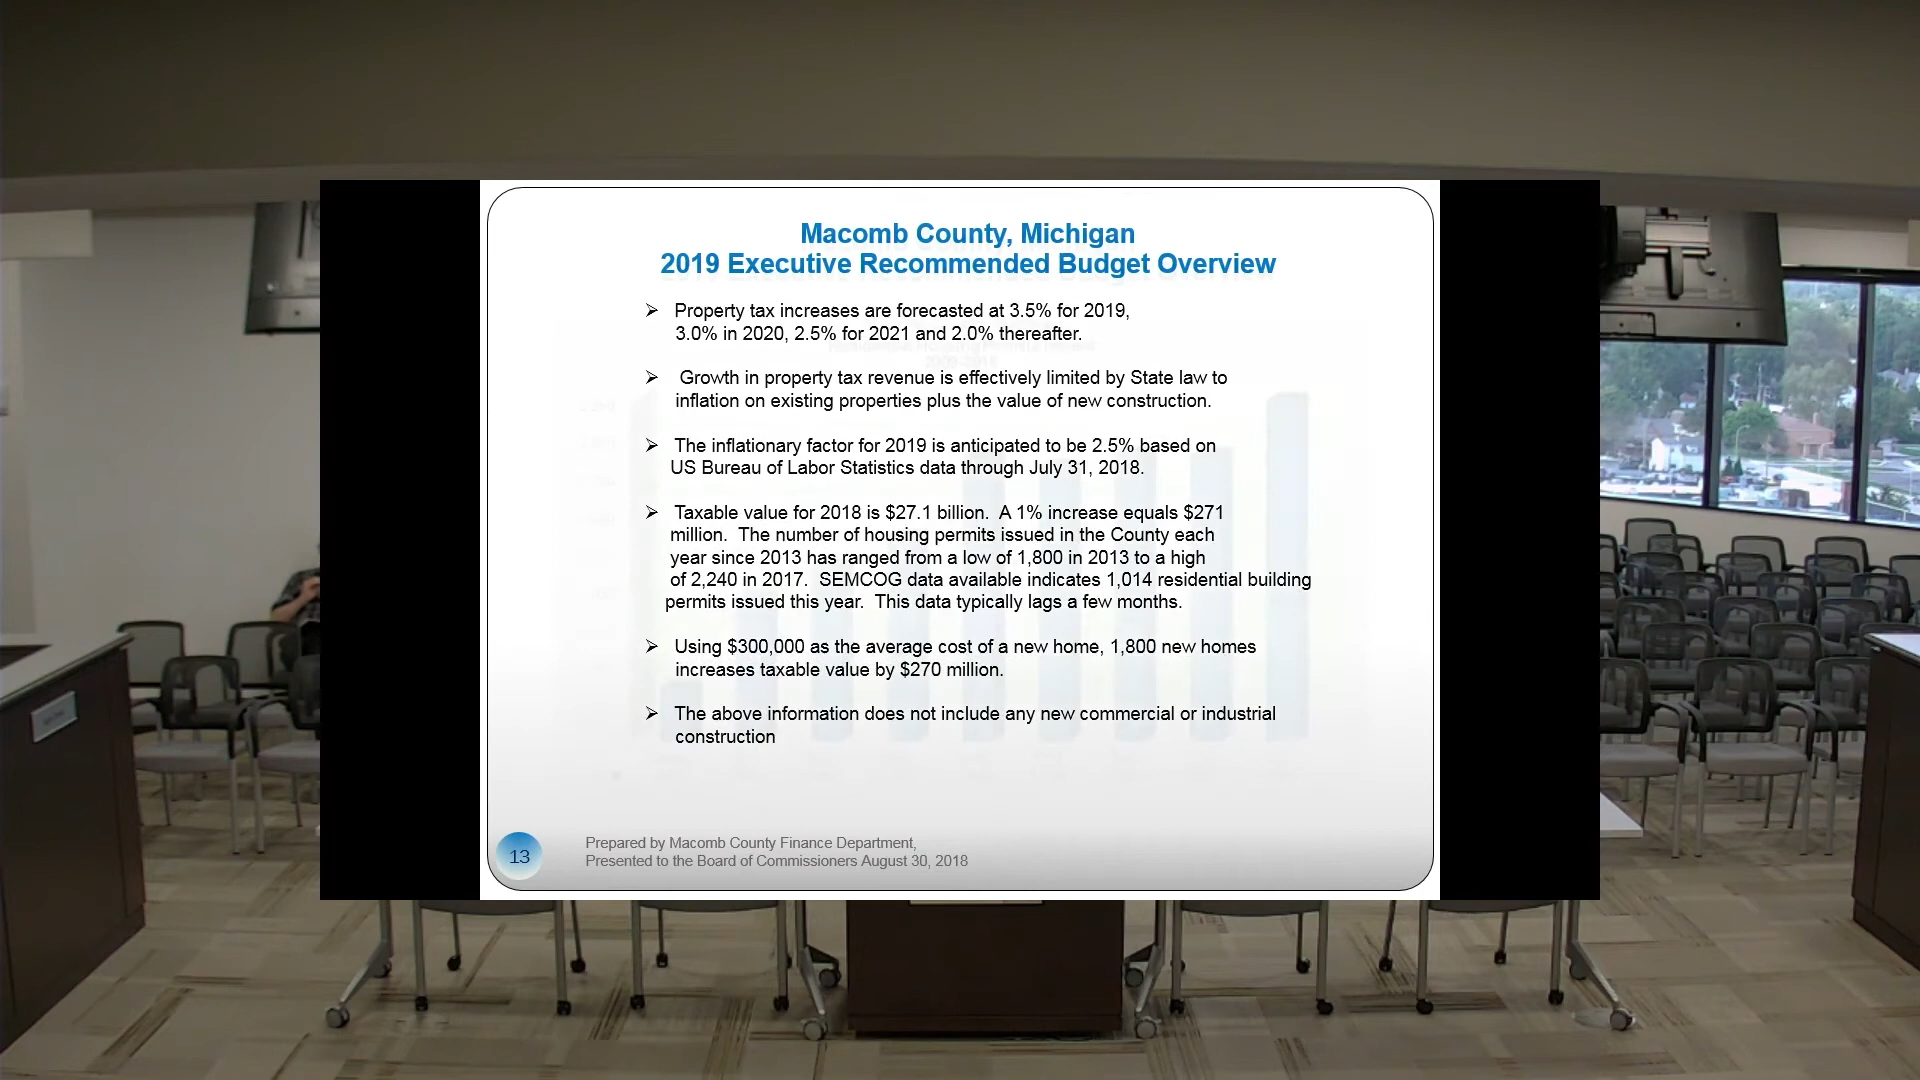 Macomb County, Michigan
2019 Executive Recommended Budget Overview
➢ Property tax increases are forecasted at 3.5% for 2019,
3.0% in 2020, 2.5% for 2021 and 2.0% thereafter.
➢ Growth in property tax revenue is effectively limited by State law to
inflation on existing properties plus the value of new construction.
➢ The inflationary factor for 2019 is anticipated to be 2.5% based on
US Bureau of Labor Statistics data through July 31, 2018.
➢ Taxable value for 2018 is $27.1 billion. A 1% increase equals $271
million. The number of housing permits issued in the County each
year since 2013 has ranged from a low of 1,800 in 2013 to a high
of 2,240 in 2017. SEMCOG data available indicates 1,014 residential building
permits issued this year. This data typically lags a few months.
➢ Using $300,000 as the average cost of a new home, 1,800 new homes
increases taxable value by $270 million.
➢ The above information does not include any new commercial or industrial
construction
13
Prepared by Macomb County Finance Department,
Presented to the Board of Commissioners August 30, 2018